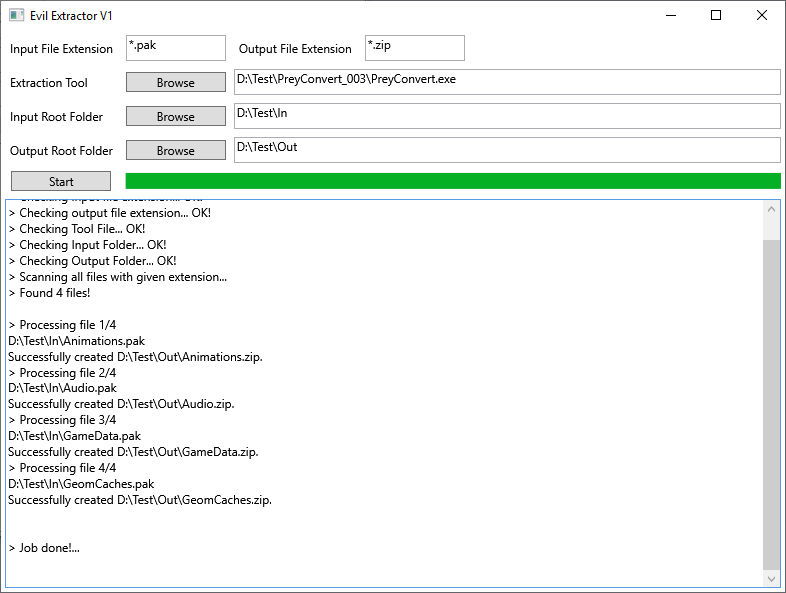 Evil Extractor V1
Input File Extension *.pak Output File Extension *.zip
Extraction Tool Browse D:\Test\PreyConvert_003\PreyConvert.exe
Input Root Folder Browse D:\Test\In
Output Root Folder Browse D:\Test\Out
Start
> Checking input file extension... OK!
> Checking output file extension... OK!
> Checking Tool File... OK!
> Checking Input Folder... OK!
> Checking Output Folder... OK!
> Scanning all files with given extension...
> Found 4 files!
> Processing file 1/4
D:\Test\In\Animations.pak
Successfully created D:\Test\Out\Animations.zip.
> Processing file 2/4
D:\Test\In\Audio.pak
Successfully created D:\Test\Out\Audio.zip.
> Processing file 3/4
D:\Test\In\GameData.pak
Successfully created D:\Test\Out\GameData.zip.
> Processing file 4/4
D:\Test\In\GeomCaches.pak
Successfully created D:\Test\Out\GeomCaches.zip.
> Job done!...